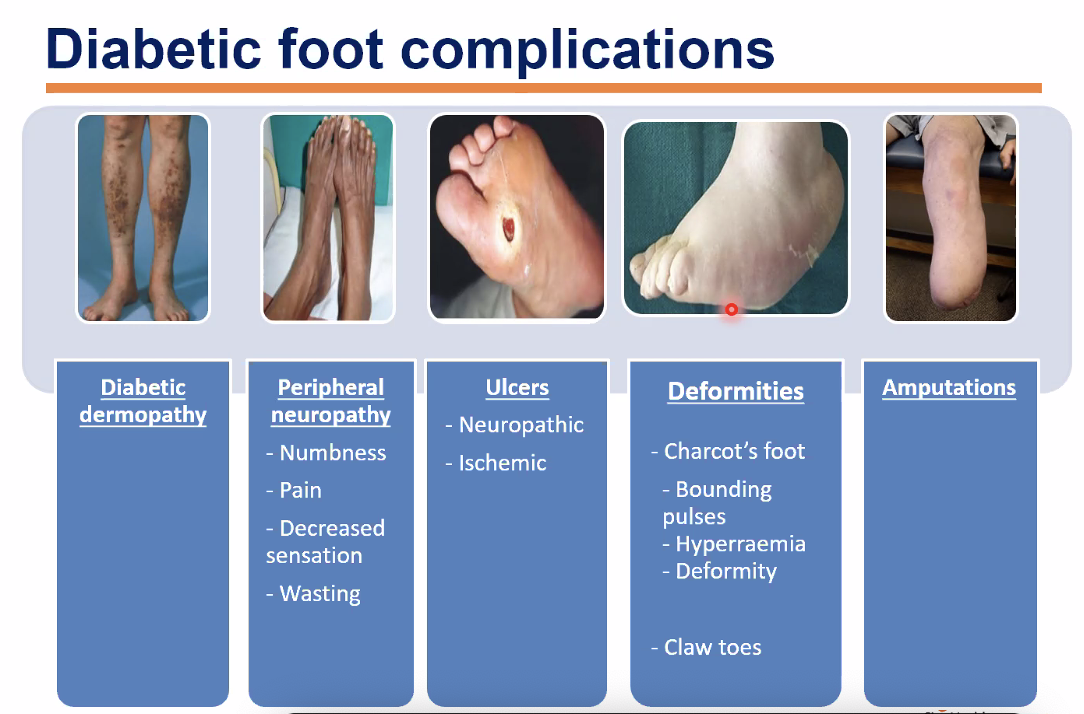 Diabetic foot complications
Diabetic
dermopathy
Peripheral
neuropathy
- Numbness
- Pain
- Decreased
sensation
- Wasting
Ulcers
- Neuropathic
- Ischemic
Deformities
- Charcot’s foot
- Bounding
pulses
- Hyperraemia
- Deformity
- Claw toes
Amputations